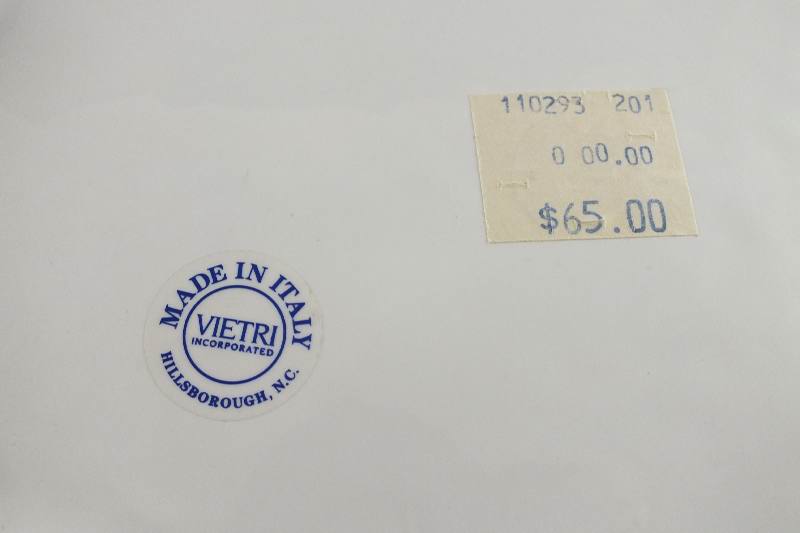 110293 201
0 00.00
$65.00
MADE IN ITALY
VIETRI
INCORPORATED
HILLSBOROUGH, N.C.